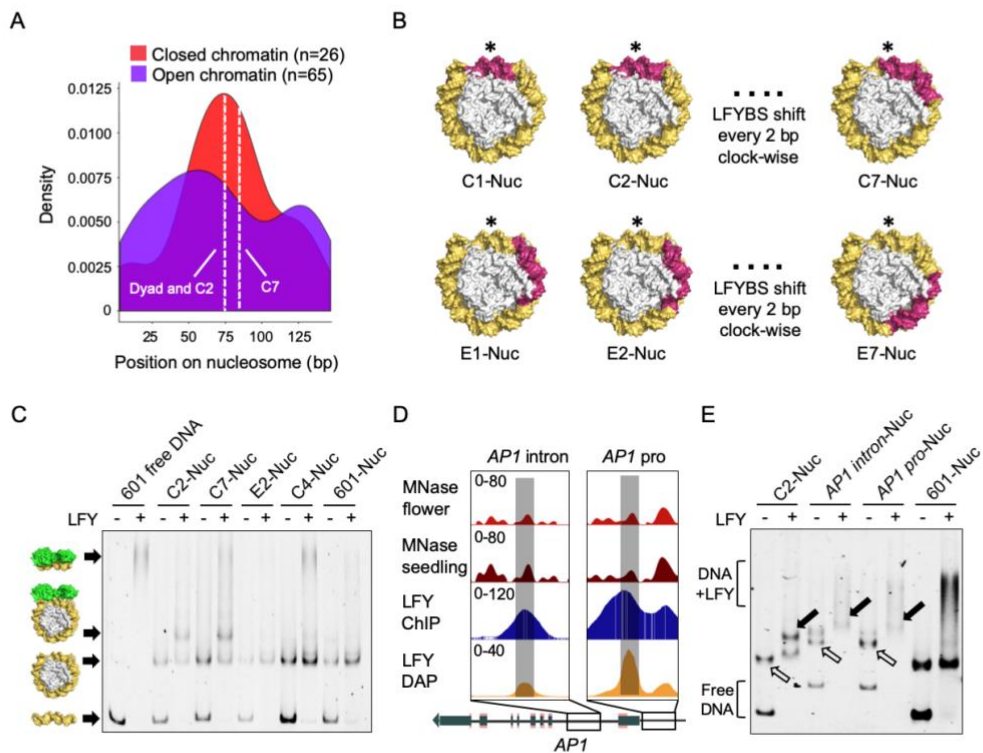 A
Closed chromatin (n=26)
Open chromatin (n=65)
0.0125
0.0100
0.0075
0.0050
0.0025
0
Density
Dyad and C2
C7
25 50 75 100 125
Position on nucleosome (bp)
B
* * *
C1-Nuc C2-Nuc C7-Nuc
LFYBS shift
every 2 bp
clock-wise
* * *
E1-Nuc E2-Nuc E7-Nuc
LFYBS shift
every 2 bp
clock-wise
C
601 free DNA C2-Nuc C7-Nuc E2-Nuc C4-Nuc 601-Nuc
LFY - + - + - + - + - + - +
D
AP1 intron AP1 pro
MNase
flower
0-80
MNase
seedling
0-80
LFY
ChIP
0-120
LFY
DAP
0-40
AP1
E
C2-Nuc AP1 intron-Nuc AP1 pro-Nuc 601-Nuc
LFY - + - + - + - +
DNA
+LFY
Free
DNA